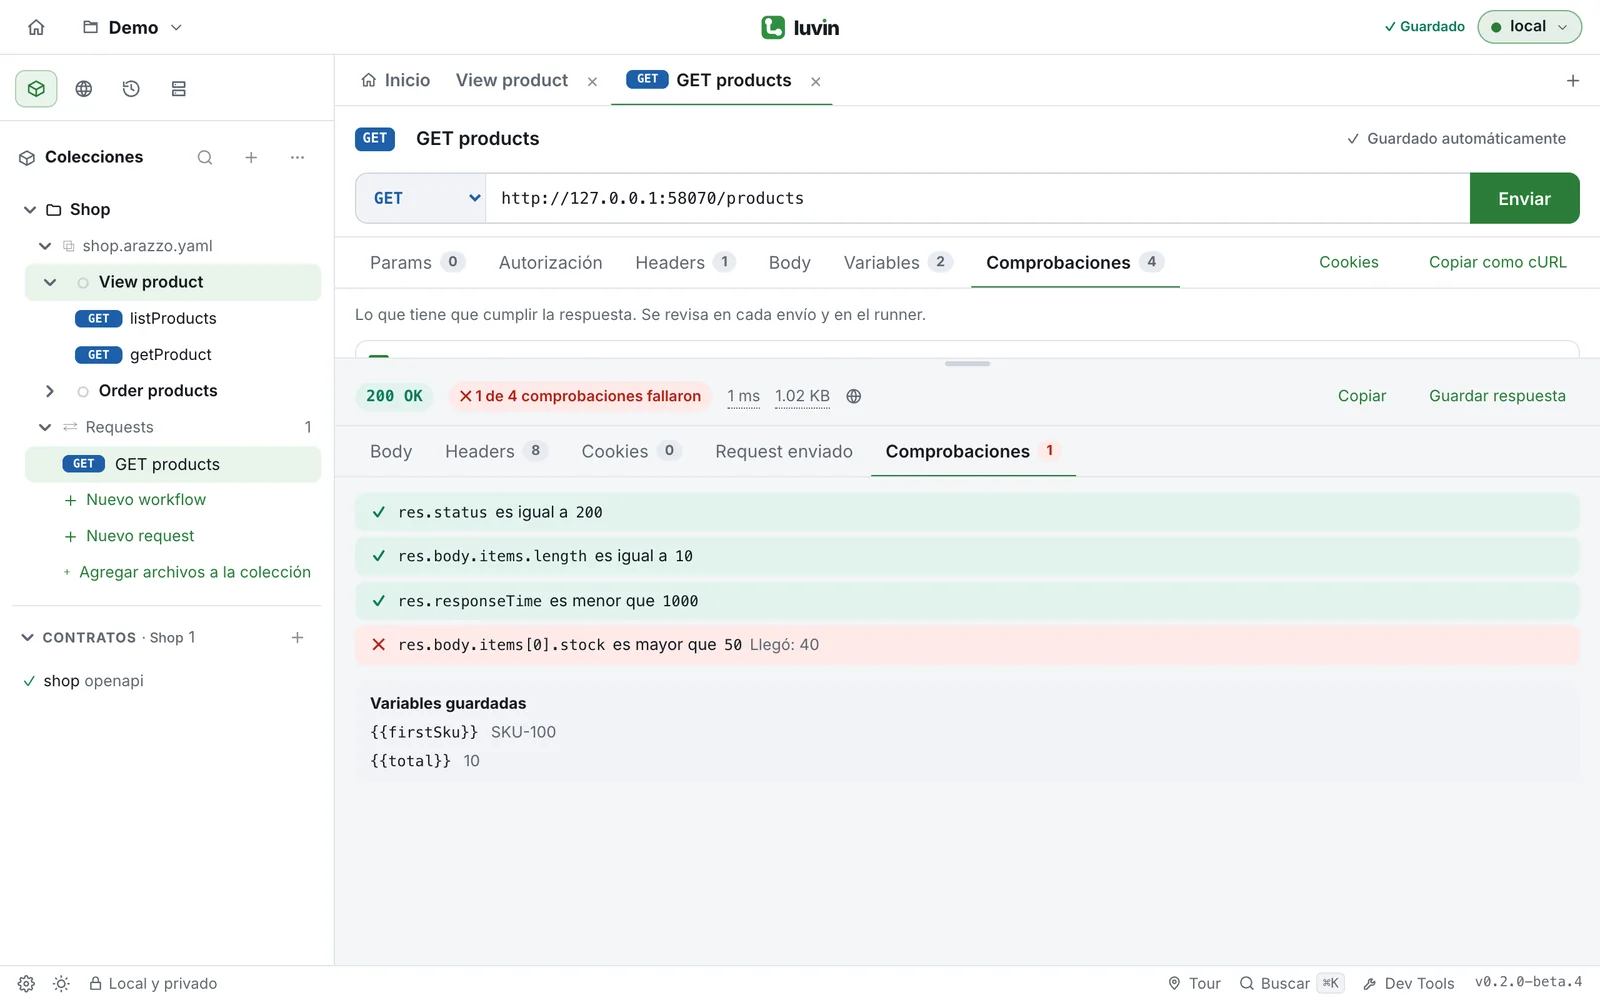 Demo
luvin
Guardado
local
Inicio
View product
GET
GET products
Colecciones
Shop
shop.arazzo.yaml
View product
GET listProducts
GET getProduct
Order products
Requests 1
GET GET products
+ Nuevo workflow
+ Nuevo request
+ Agregar archivos a la colección
CONTRATOS · Shop 1
shop openapi
GET GET products
Guardado automáticamente
GET http://127.0.0.1:58070/products Enviar
Params 0 Autorización Headers 1 Body Variables 2 Comprobaciones 4 Cookies Copiar como cURL
Lo que tiene que cumplir la respuesta. Se revisa en cada envío y en el runner.
200 OK 1 de 4 comprobaciones fallaron 1 ms 1.02 KB Copiar Guardar respuesta
Body Headers 8 Cookies 0 Request enviado Comprobaciones 1
res.status es igual a 200
res.body.items.length es igual a 10
res.responseTime es menor que 1000
res.body.items[0].stock es mayor que 50 Llegó: 40
Variables guardadas
{{firstSku}} SKU-100
{{total}} 10
Local y privado
Tour
Buscar ⌘K
Dev Tools
v0.2.0-beta.4